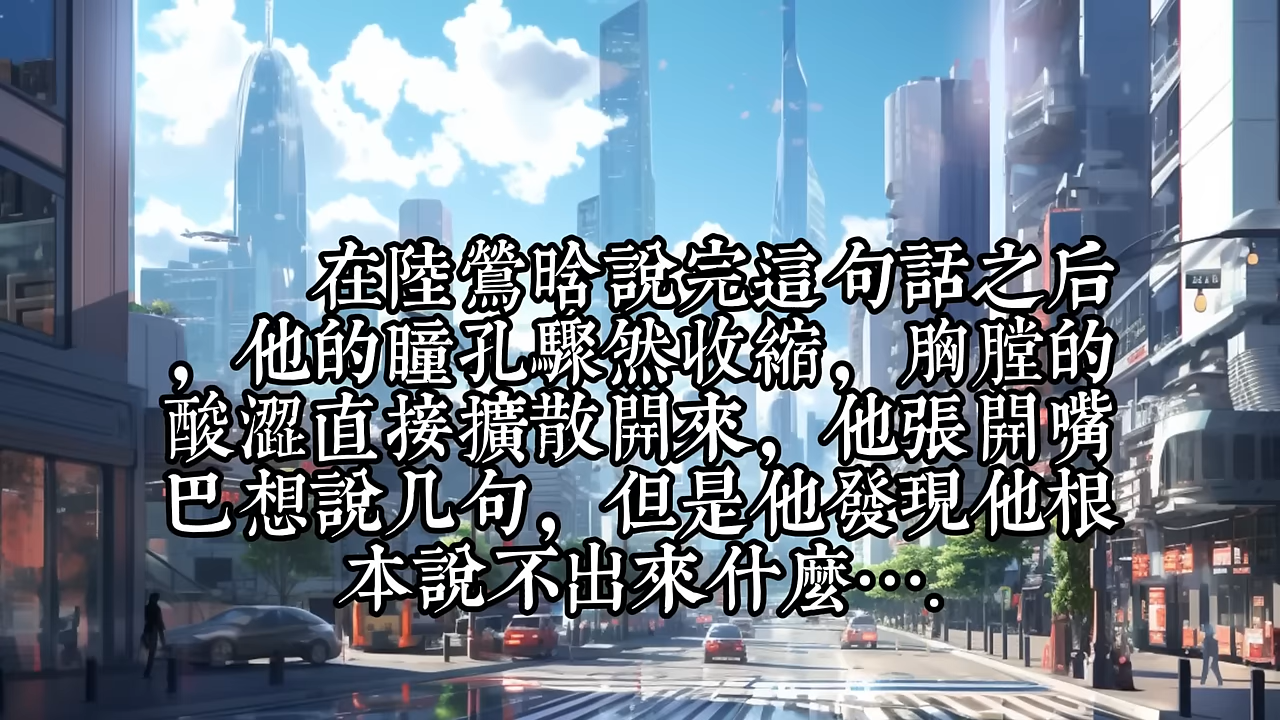 在陸鶯晗說完這句話之后
，他的瞳孔驟然收縮，胸膛的
酸澀直接擴散開來，他張開嘴
巴想說几句，但是他發現他根
本說不出來什麼….